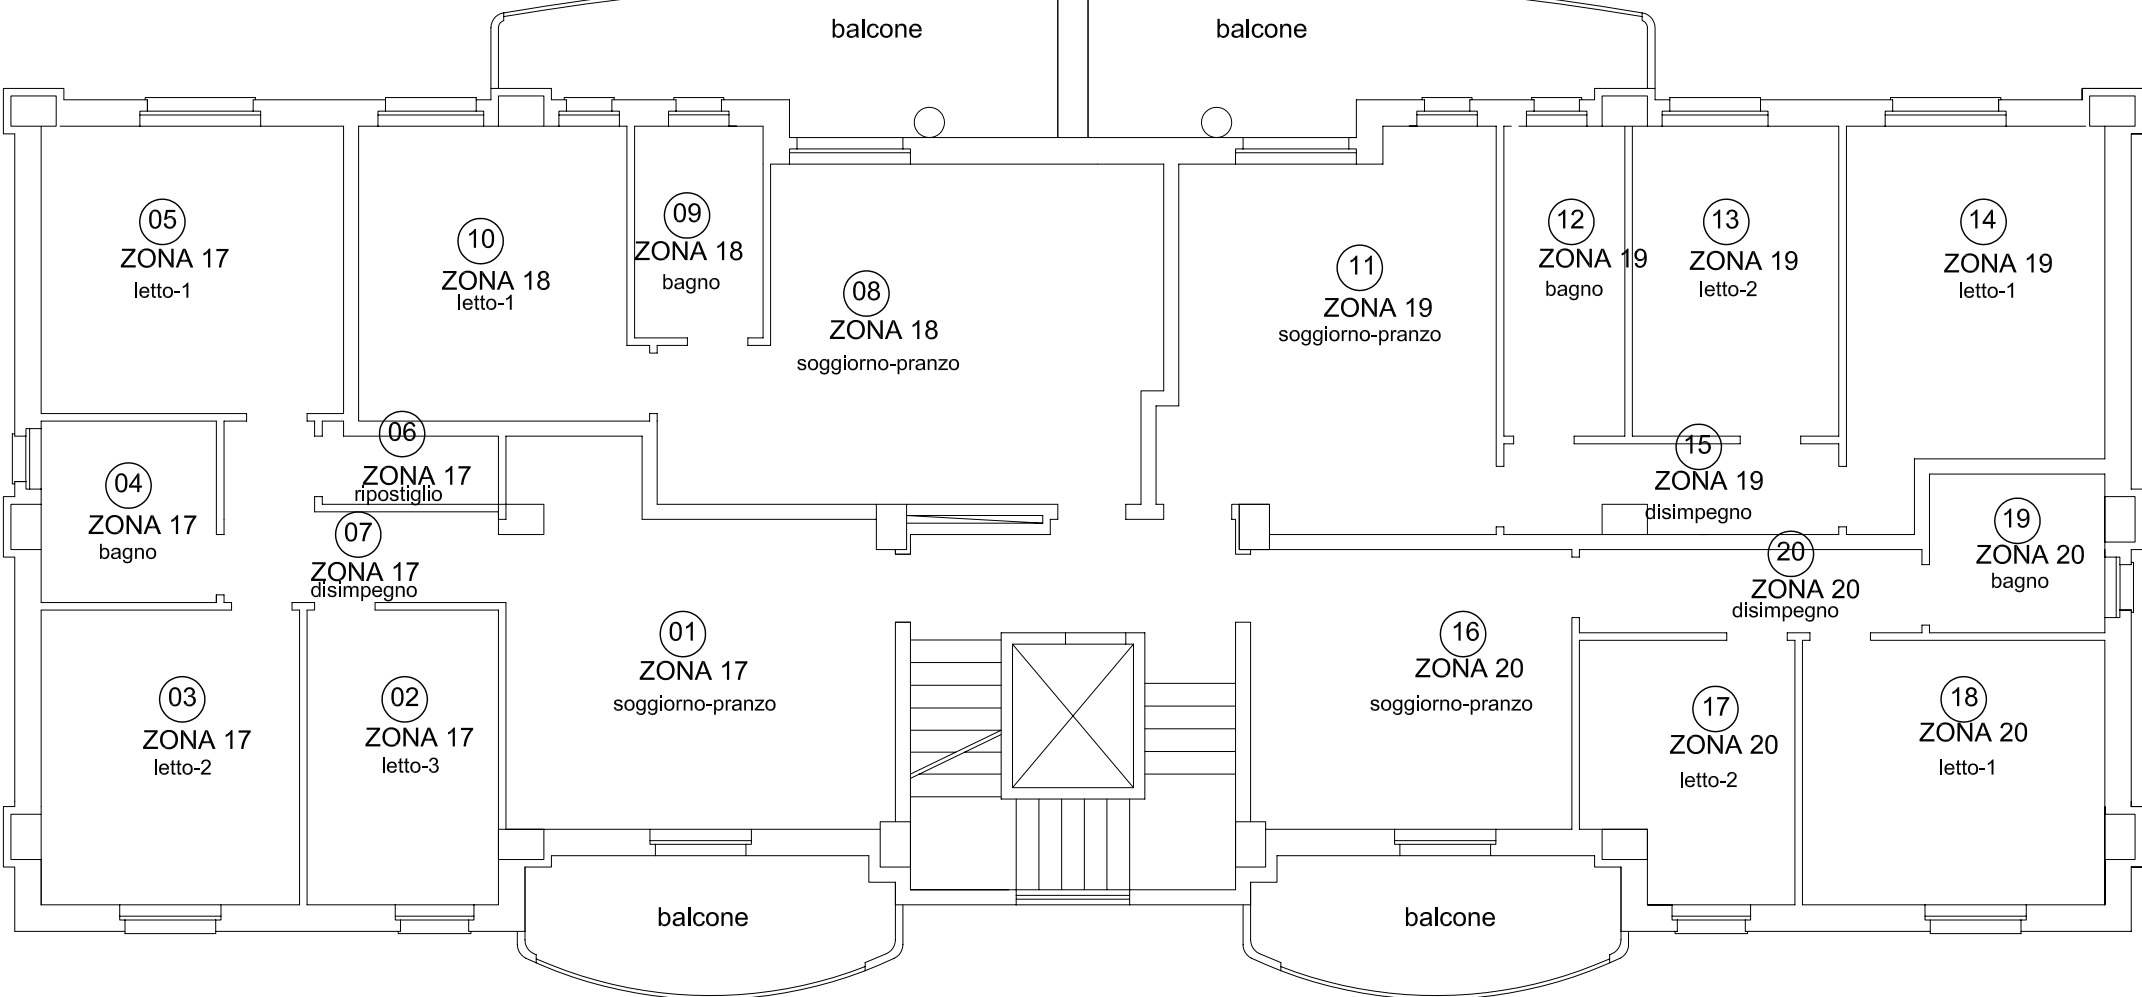 balcone
balcone
05
ZONA 17
letto-1
10
ZONA 18
letto-1
09
ZONA 18
bagno
08
ZONA 18
soggiorno-pranzo
11
ZONA 19
soggiorno-pranzo
12
ZONA 19
bagno
13
ZONA 19
letto-2
14
ZONA 19
letto-1
06
ZONA 17
ripostiglio
04
ZONA 17
bagno
07
ZONA 17
disimpegno
15
ZONA 19
disimpegno
19
ZONA 20
bagno
20
ZONA 20
disimpegno
03
ZONA 17
letto-2
02
ZONA 17
letto-3
01
ZONA 17
soggiorno-pranzo
16
ZONA 20
soggiorno-pranzo
17
ZONA 20
letto-2
18
ZONA 20
letto-1
balcone
balcone